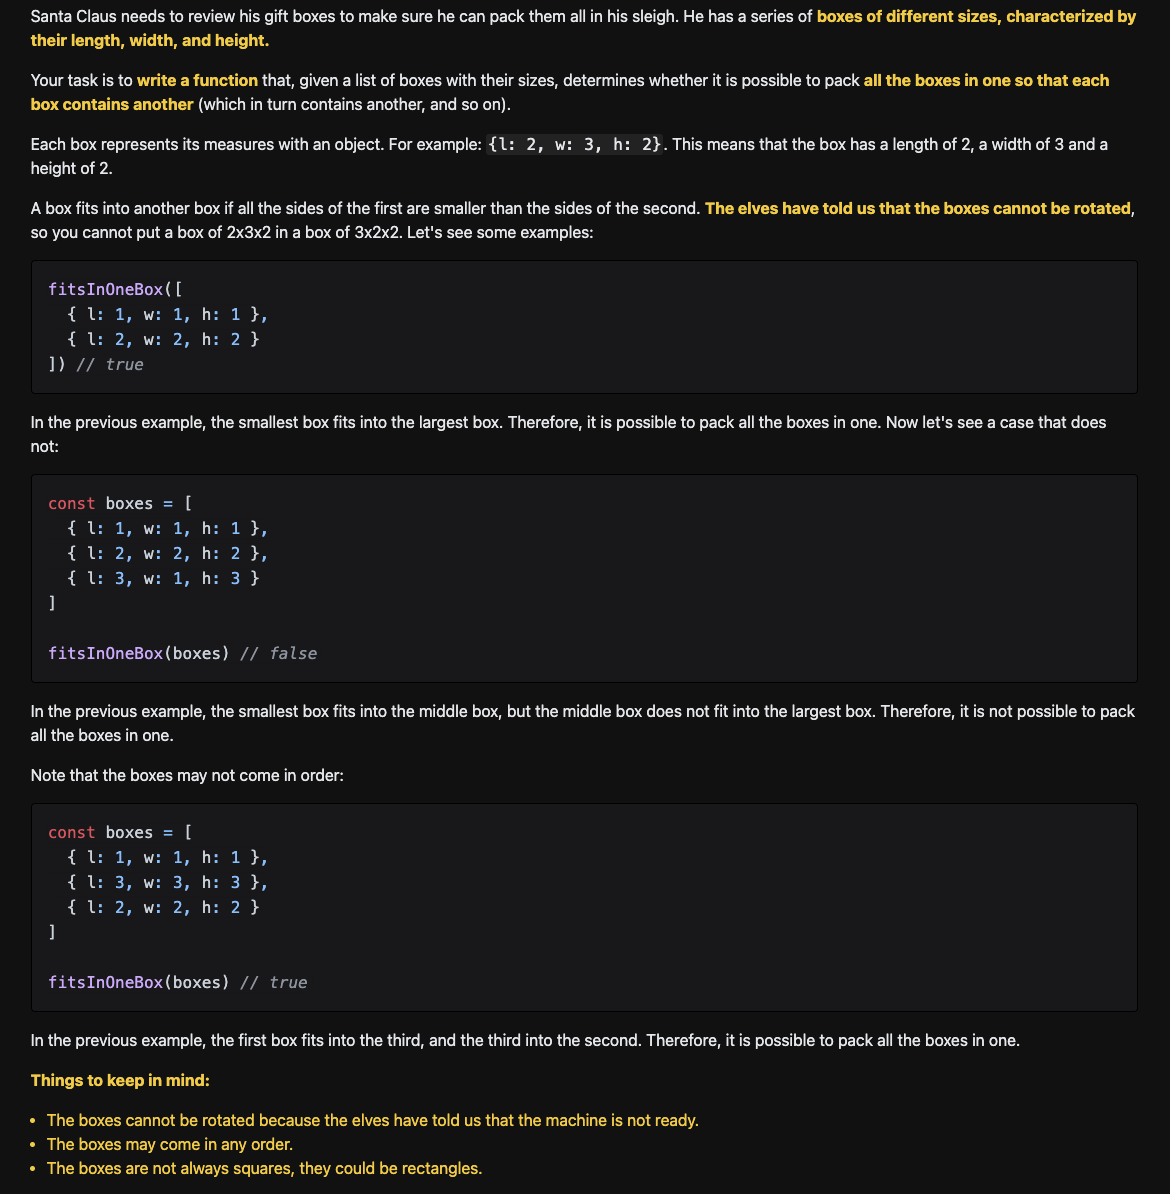 Santa Claus needs to review his gift boxes to make sure he can pack them all in his sleigh. He has a series of boxes of different sizes, characterized by
their length, width, and height.
Your task is to write a function that, given a list of boxes with their sizes, determines whether it is possible to pack all the boxes in one so that each
box contains another (which in turn contains another, and so on).
Each box represents its measures with an object. For example: {l: 2, w: 3, h: 2}. This means that the box has a length of 2, a width of 3 and a
height of 2.
A box fits into another box if all the sides of the first are smaller than the sides of the second. The elves have told us that the boxes cannot be rotated,
so you cannot put a box of 2x3x2 in a box of 3x2x2. Let's see some examples:
fitsInOneBox([
  { l: 1, w: 1, h: 1 },
  { l: 2, w: 2, h: 2 }
]) // true
In the previous example, the smallest box fits into the largest box. Therefore, it is possible to pack all the boxes in one. Now let's see a case that does
not:
const boxes = [
  { l: 1, w: 1, h: 1 },
  { l: 2, w: 2, h: 2 },
  { l: 3, w: 1, h: 3 }
]
fitsInOneBox(boxes) // false
In the previous example, the smallest box fits into the middle box, but the middle box does not fit into the largest box. Therefore, it is not possible to pack
all the boxes in one.
Note that the boxes may not come in order:
const boxes = [
  { l: 1, w: 1, h: 1 },
  { l: 3, w: 3, h: 3 },
  { l: 2, w: 2, h: 2 }
]
fitsInOneBox(boxes) // true
In the previous example, the first box fits into the third, and the third into the second. Therefore, it is possible to pack all the boxes in one.
Things to keep in mind:
• The boxes cannot be rotated because the elves have told us that the machine is not ready.
• The boxes may come in any order.
• The boxes are not always squares, they could be rectangles.